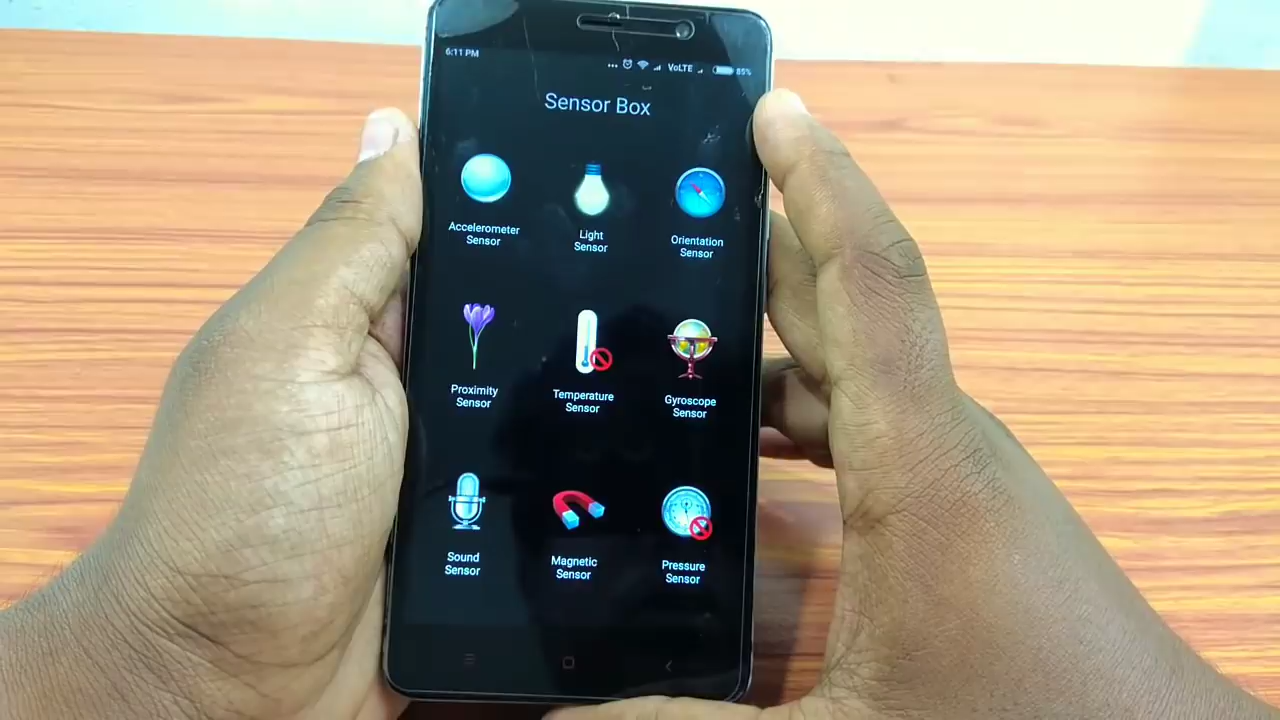 6:11 PM
... VoLTE 85%
Sensor Box
Accelerometer
Sensor
Light
Sensor
Orientation
Sensor
Proximity
Sensor
Temperature
Sensor
Gyroscope
Sensor
Sound
Sensor
Magnetic
Sensor
Pressure
Sensor